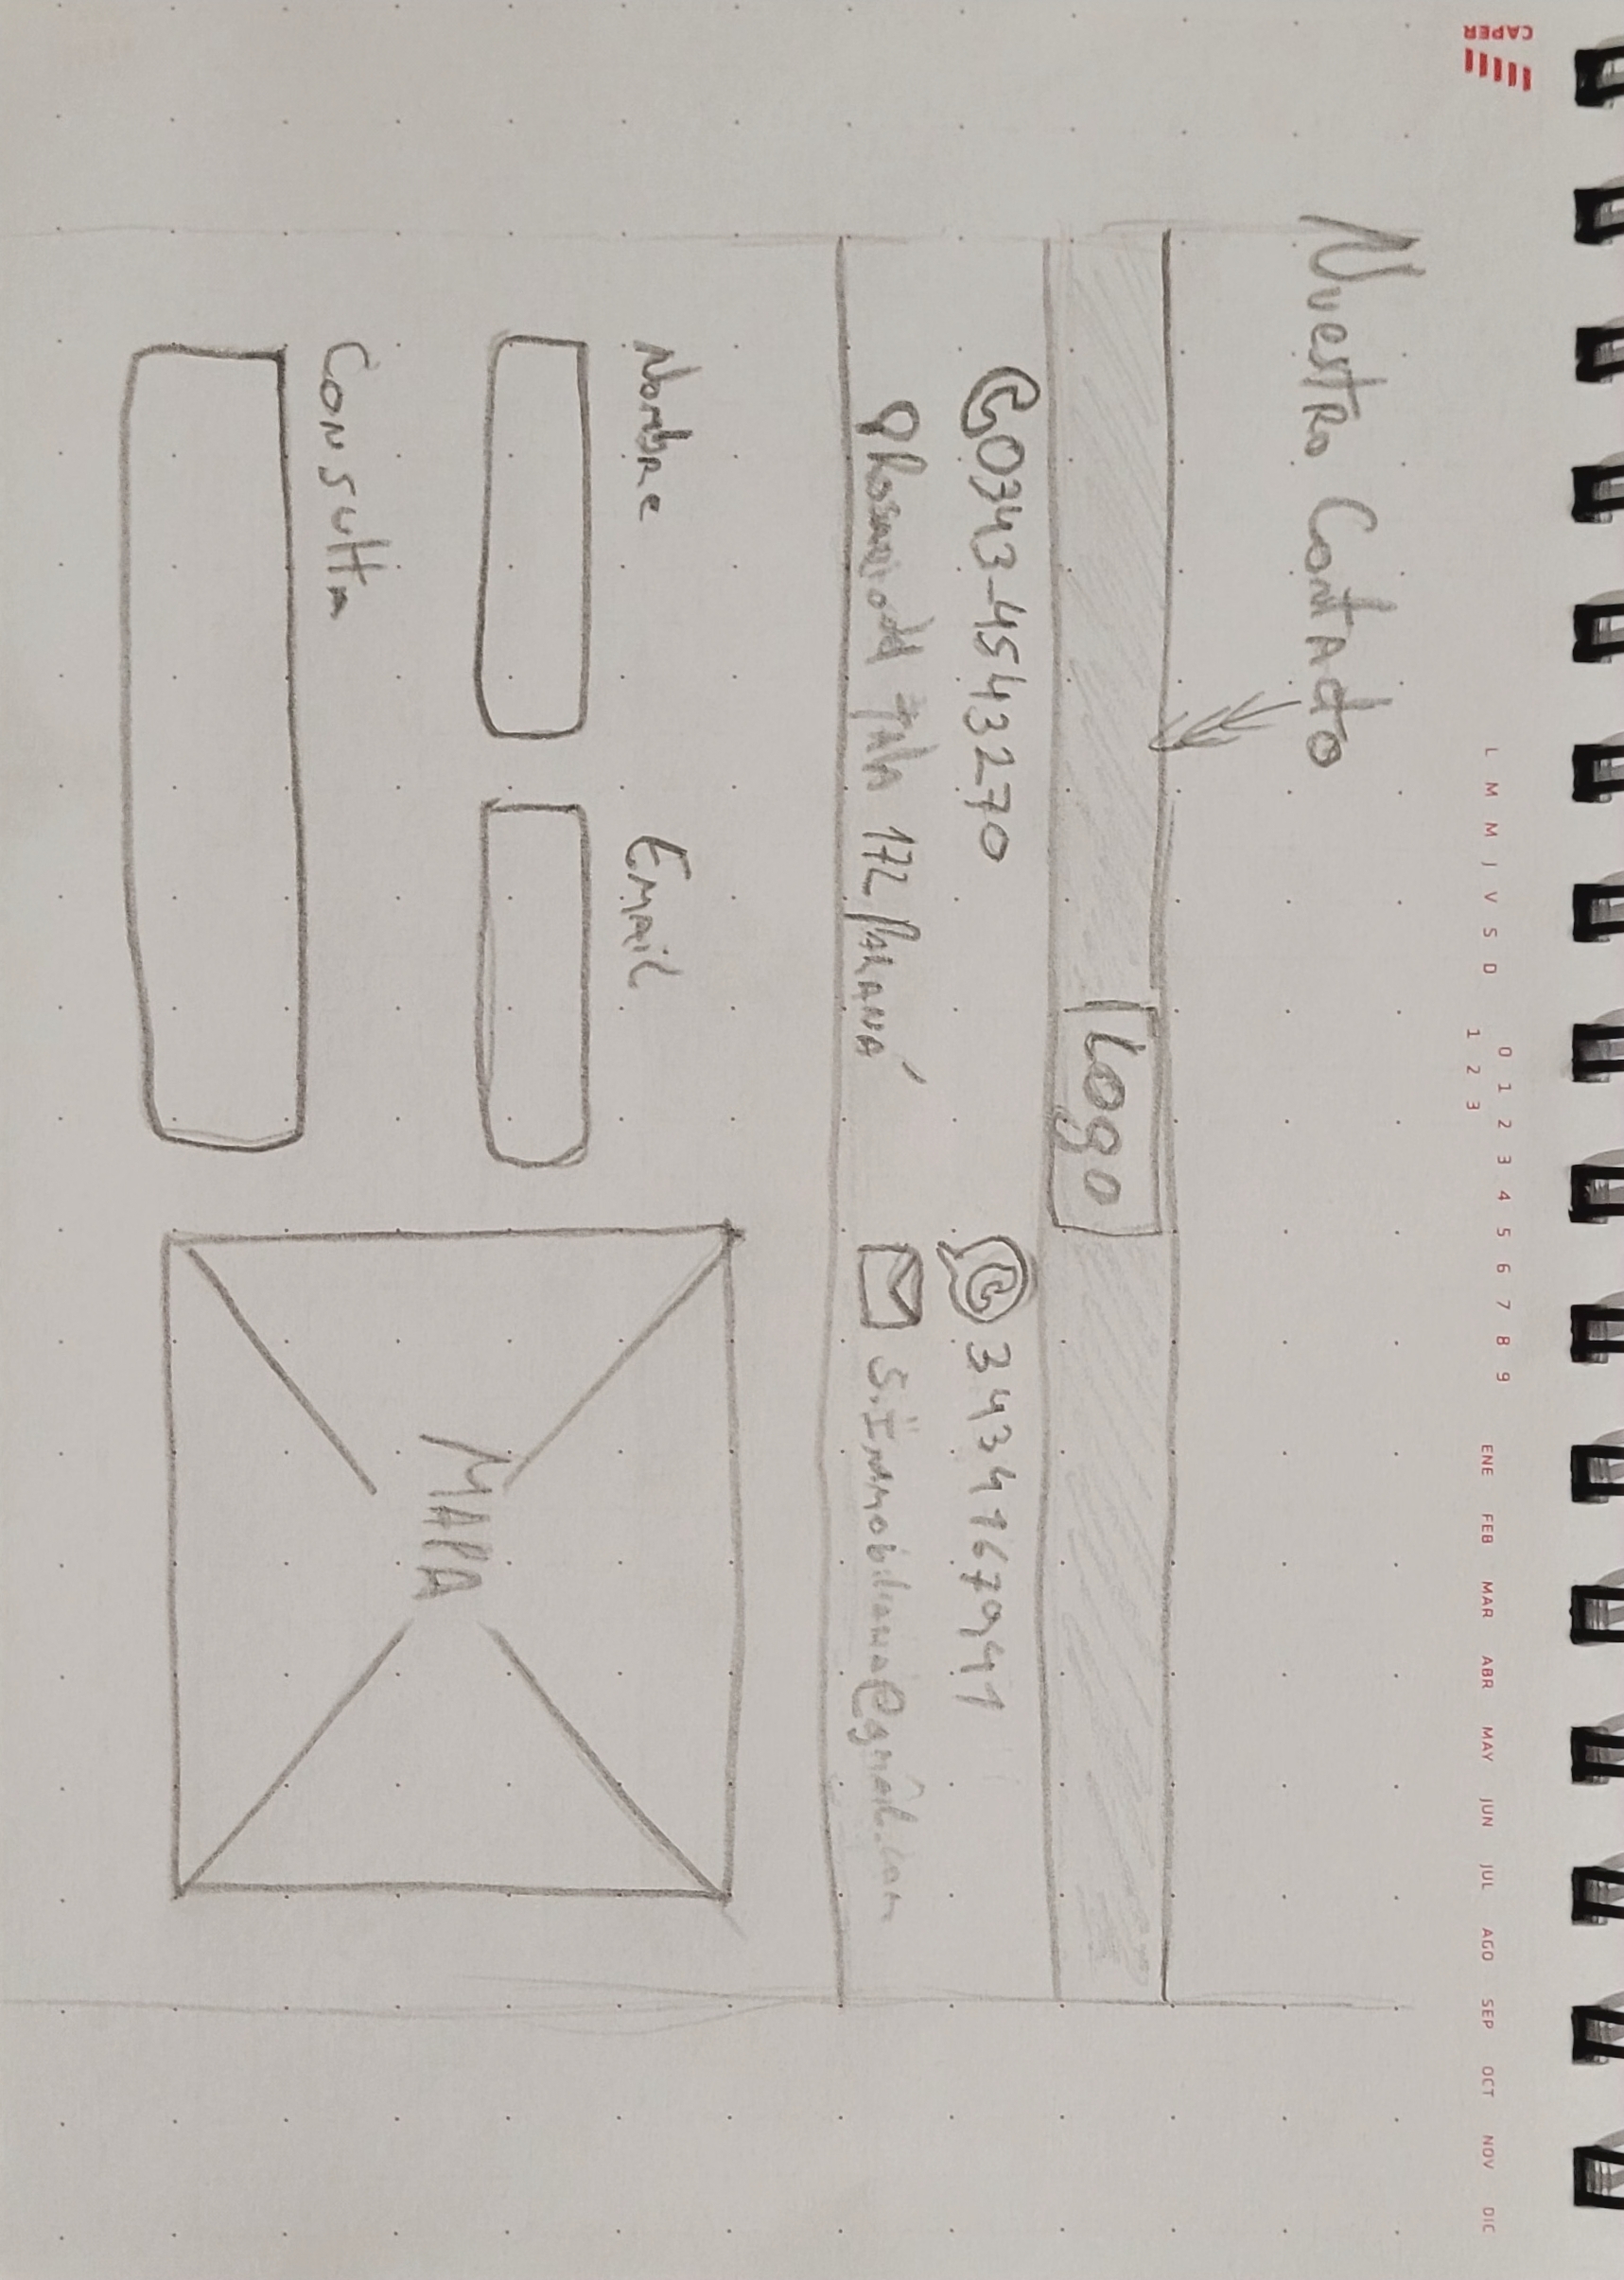 CAPER
L M M J V S D
0 1 2 3 4 5 6 7 8 9
1 2 3
ENE FEB MAR ABR MAY JUN JUL AGO SEP OCT NOV DIC
Nuestro Contacto
Logo
0343-4543270
3434167941
Rosario del Tala 172 Paraná
S.Inmobiliaria@gmail.com
Nombre
Email
Consulta
MAPA